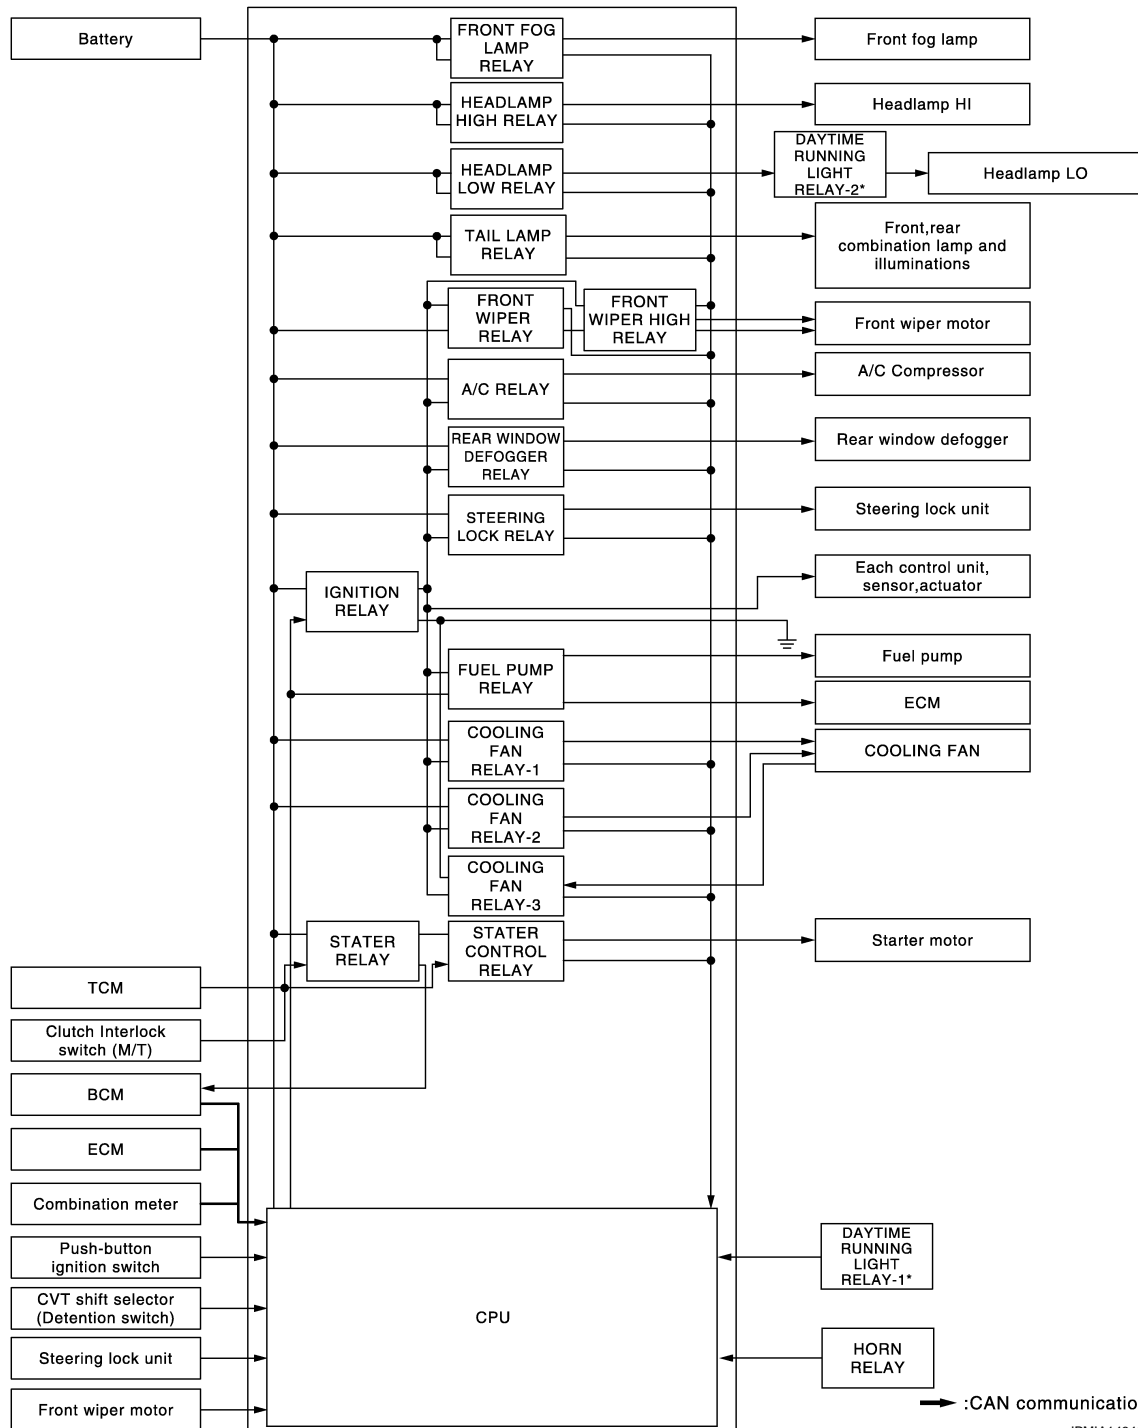 Battery
FRONT FOG
LAMP
RELAY
Front fog lamp
HEADLAMP
HIGH RELAY
Headlamp HI
HEADLAMP
LOW RELAY
DAYTIME
RUNNING
LIGHT
RELAY-2*
Headlamp LO
TAIL LAMP
RELAY
Front,rear
combination lamp and
illuminations
FRONT
WIPER
RELAY
FRONT
WIPER HIGH
RELAY
Front wiper motor
A/C RELAY
A/C Compressor
REAR WINDOW
DEFOGGER
RELAY
Rear window defogger
STEERING
LOCK RELAY
Steering lock unit
IGNITION
RELAY
Each control unit,
sensor,actuator
FUEL PUMP
RELAY
Fuel pump
ECM
COOLING
FAN
RELAY-1
COOLING FAN
COOLING
FAN
RELAY-2
COOLING
FAN
RELAY-3
STATER
RELAY
STATER
CONTROL
RELAY
Starter motor
TCM
Clutch Interlock
switch (M/T)
BCM
ECM
Combination meter
Push-button
ignition switch
CVT shift selector
(Detention switch)
Steering lock unit
Front wiper motor
CPU
DAYTIME
RUNNING
LIGHT
RELAY-1*
HORN
RELAY
:CAN communicatio